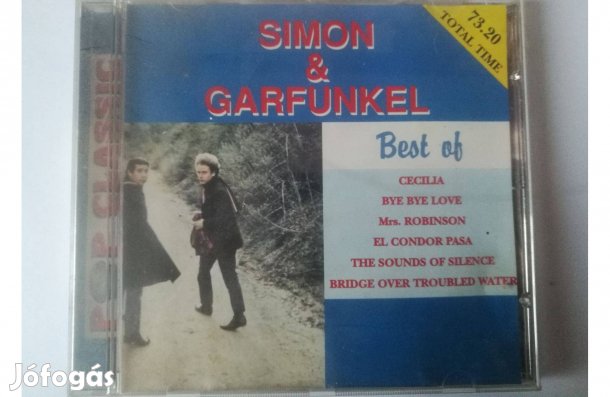 SIMON
&
GARFUNKEL
73.20
TOTAL TIME
POP CLASSIC
Best of
CECILIA
BYE BYE LOVE
Mrs. ROBINSON
EL CONDOR PASA
THE SOUNDS OF SILENCE
BRIDGE OVER TROUBLED WATER
Jófogás